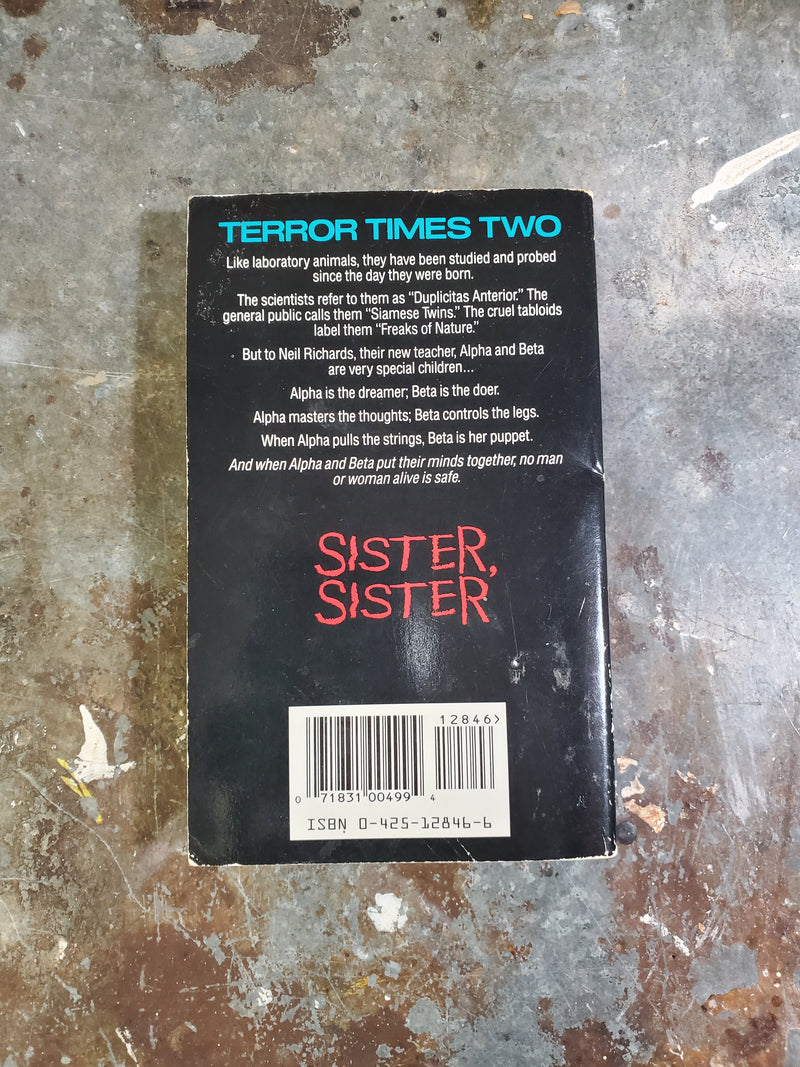 TERROR TIMES TWO
Like laboratory animals, they have been studied and probed
since the day they were born.
The scientists refer to them as “Duplicitas Anterior.” The
general public calls them “Siamese Twins.” The cruel tabloids
label them “Freaks of Nature.”
But to Neil Richards, their new teacher, Alpha and Beta
are very special children...
Alpha is the dreamer; Beta is the doer.
Alpha masters the thoughts; Beta controls the legs.
When Alpha pulls the strings, Beta is her puppet.
And when Alpha and Beta put their minds together, no man
or woman alive is safe.
SISTER,
SISTER
12846>
0 71831 00499 4
ISBN 0-425-12846-6